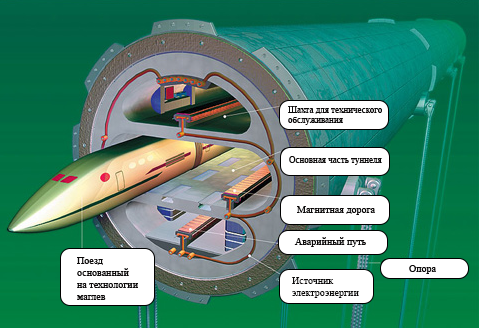 Шахта для технического
обслуживания
Основная часть туннеля
Магнитная дорога
Аварийный путь
Опора
Источник
электроэнергии
Поезд
основанный
на технологии
маглев